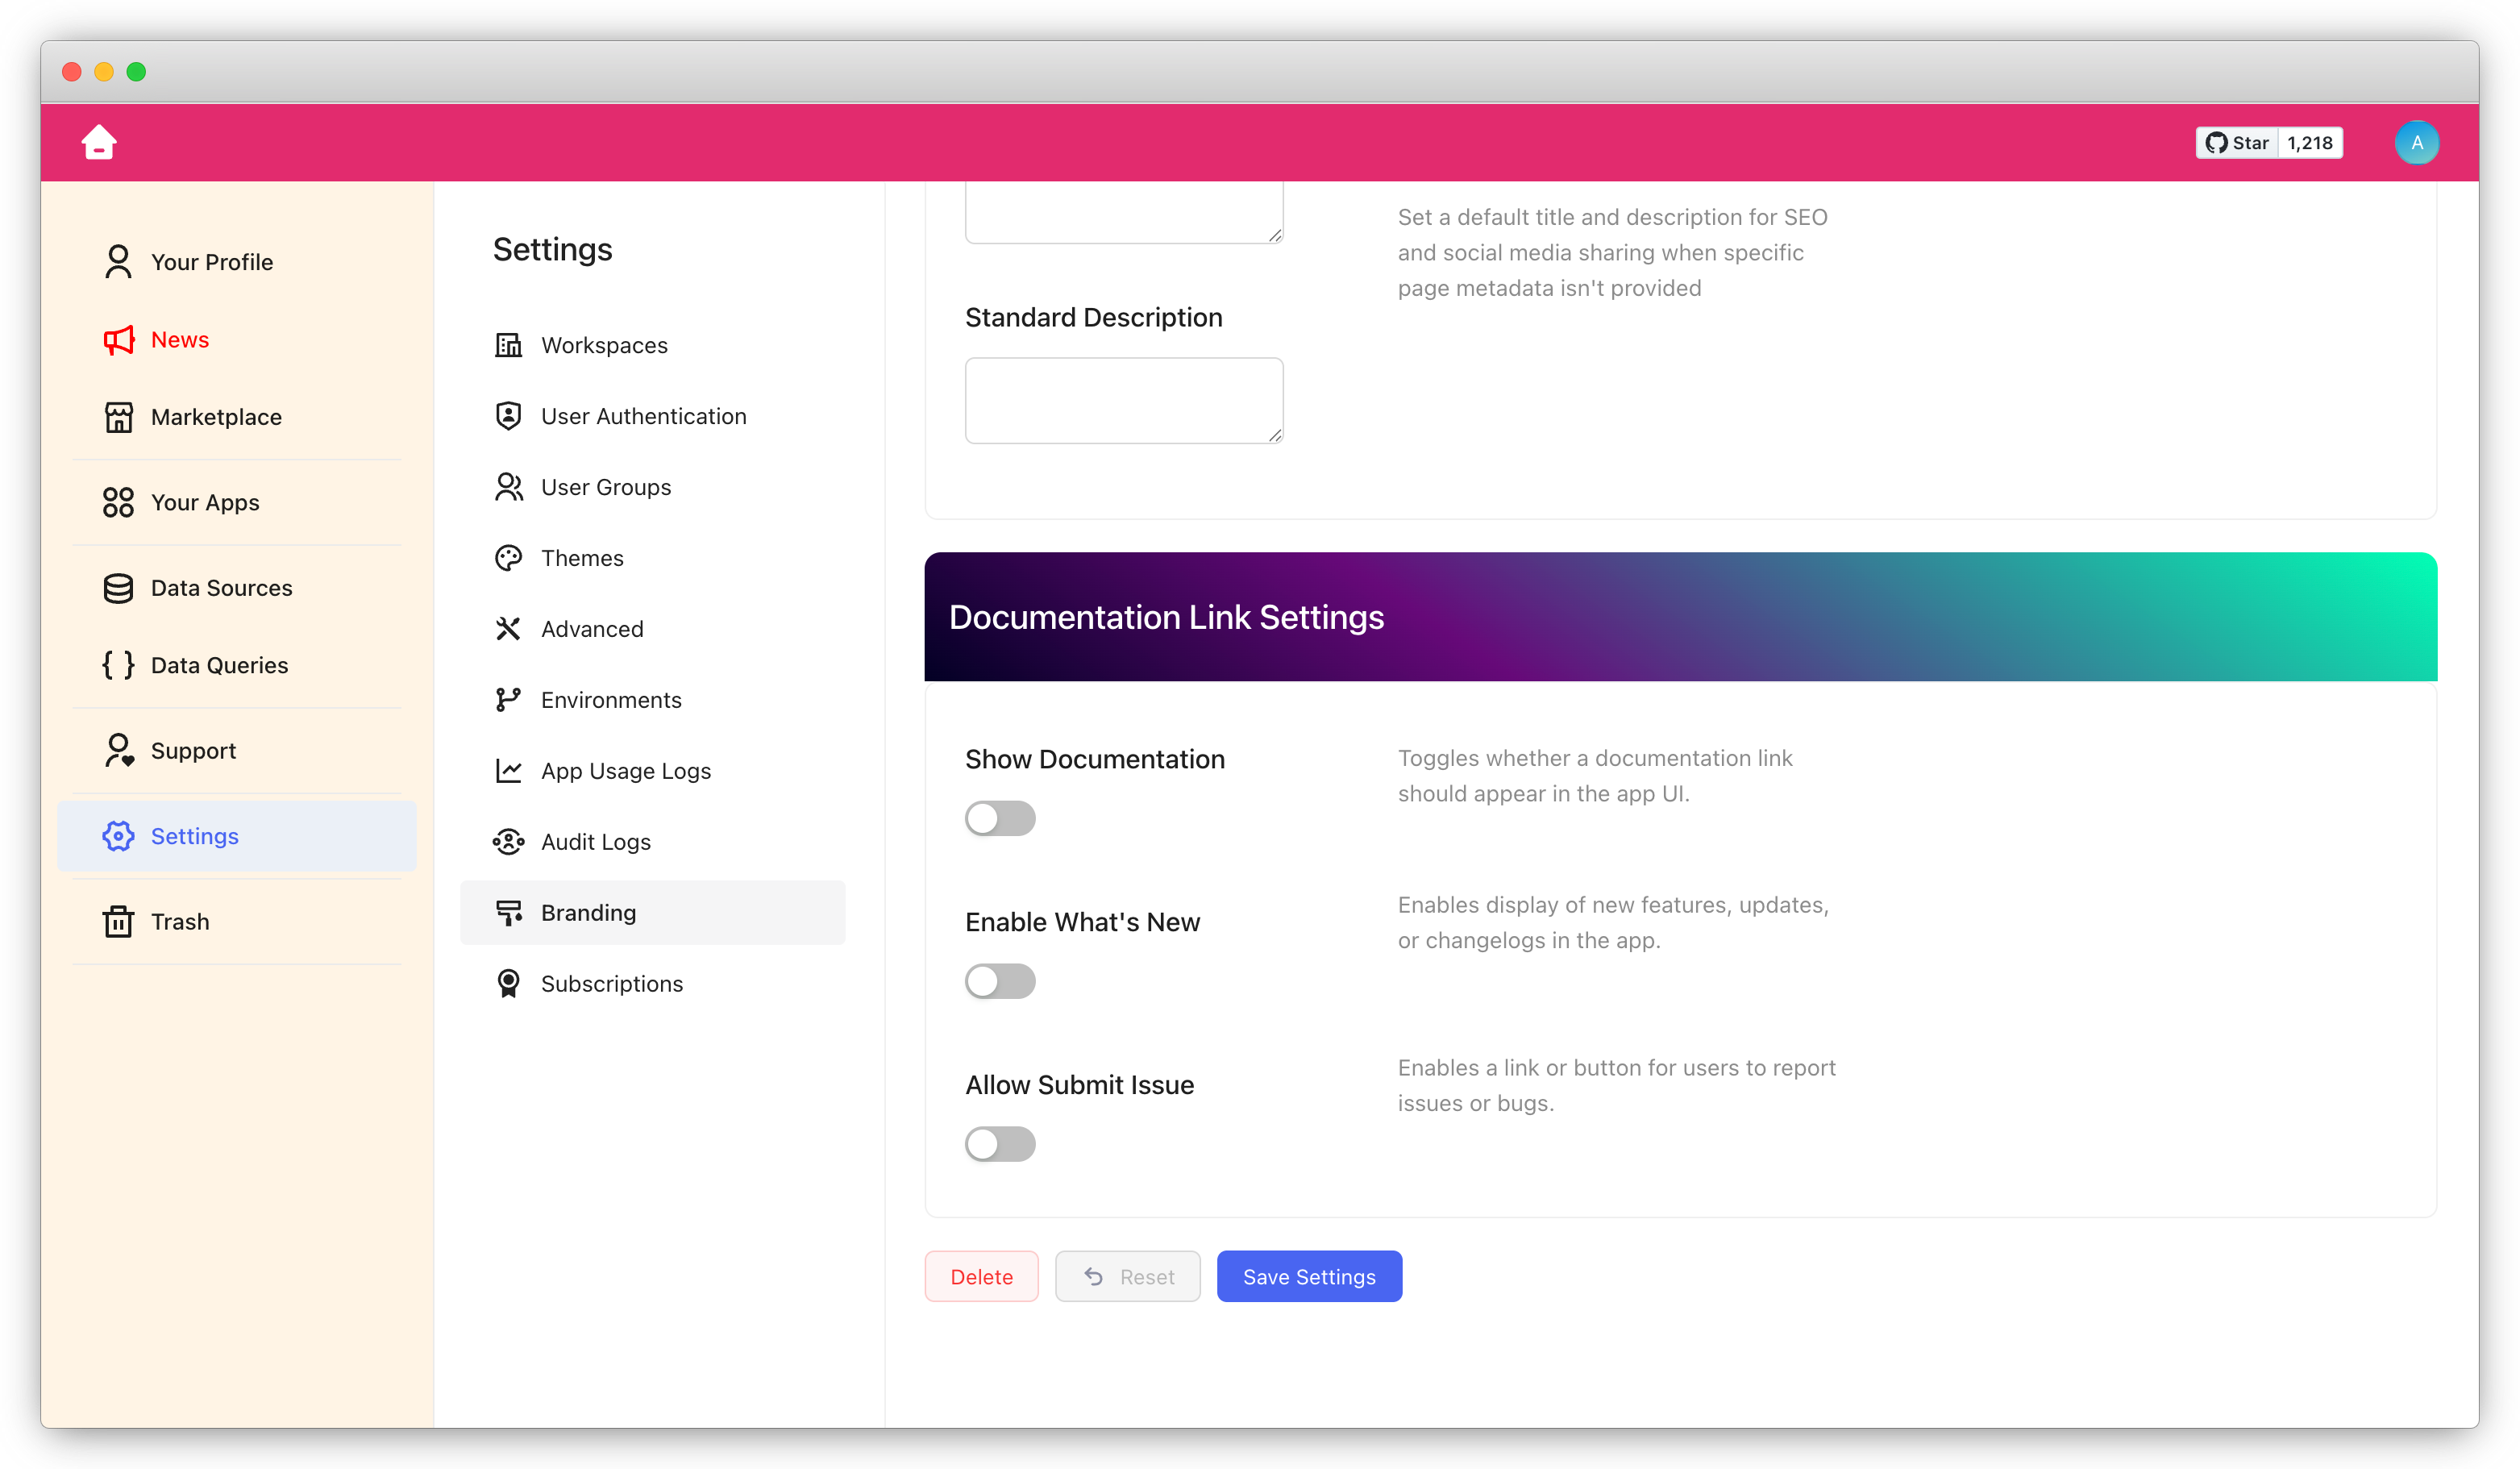 Star
1,218
A
Your Profile
News
Marketplace
Your Apps
Data Sources
Data Queries
Support
Settings
Trash
Settings
Workspaces
User Authentication
User Groups
Themes
Advanced
Environments
App Usage Logs
Audit Logs
Branding
Subscriptions
Set a default title and description for SEO
and social media sharing when specific
page metadata isn't provided
Standard Description
Documentation Link Settings
Show Documentation
Toggles whether a documentation link
should appear in the app UI.
Enable What's New
Enables display of new features, updates,
or changelogs in the app.
Allow Submit Issue
Enables a link or button for users to report
issues or bugs.
Delete
Reset
Save Settings